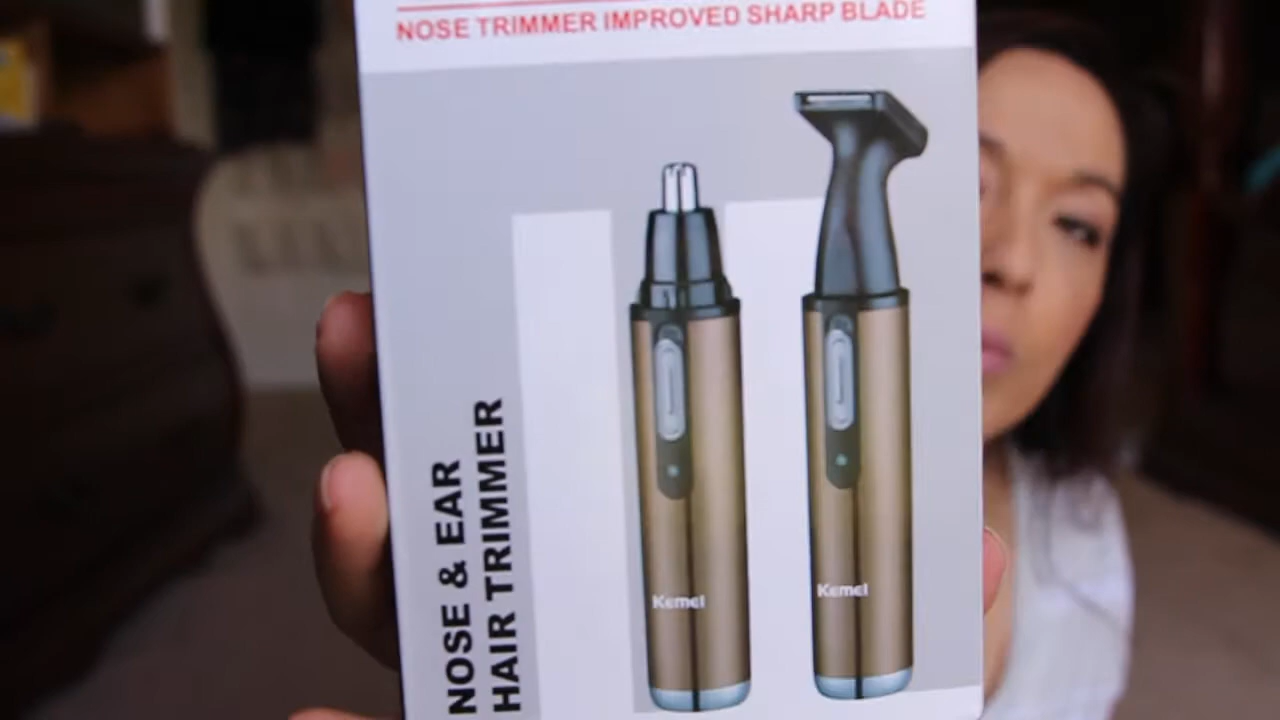 NOSE TRIMMER IMPROVED SHARP BLADE
NOSE & EAR
HAIR TRIMMER
Kemei
Kemei